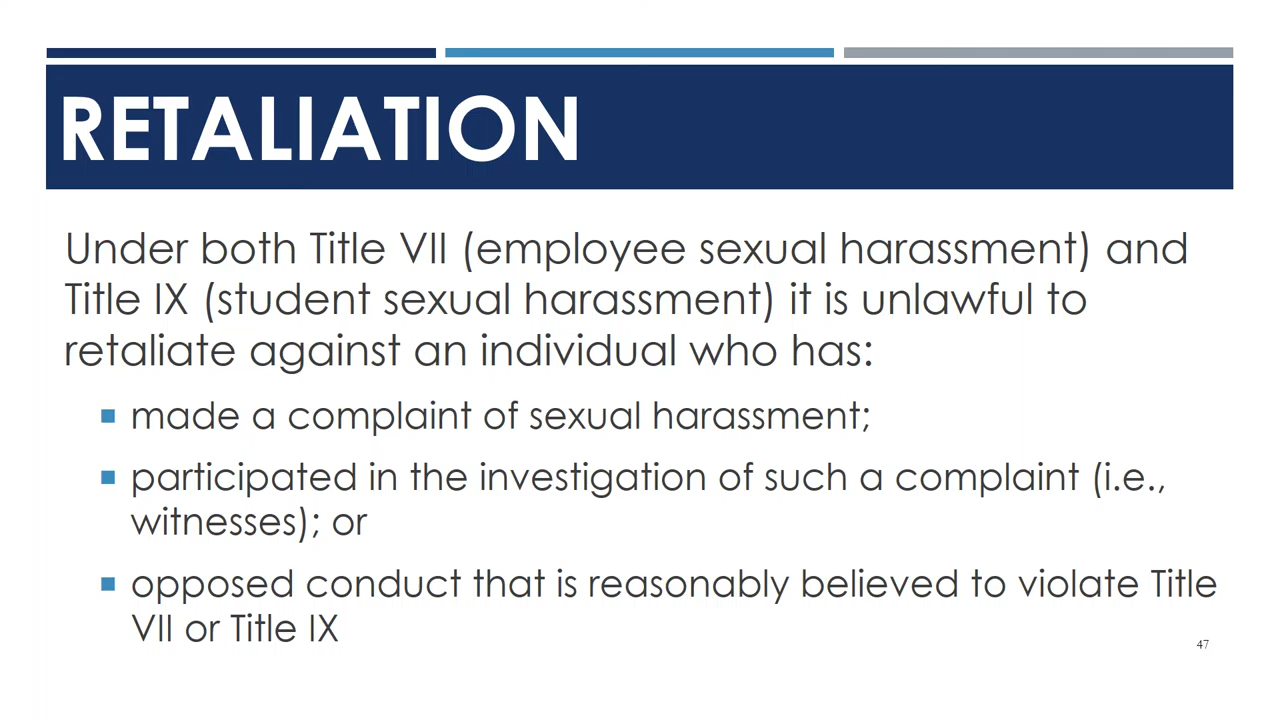 RETALIATION
Under both Title VII (employee sexual harassment) and
Title IX (student sexual harassment) it is unlawful to
retaliate against an individual who has:
made a complaint of sexual harassment;
participated in the investigation of such a complaint (i.e.,
witnesses); or
opposed conduct that is reasonably believed to violate Title
VII or Title IX
47